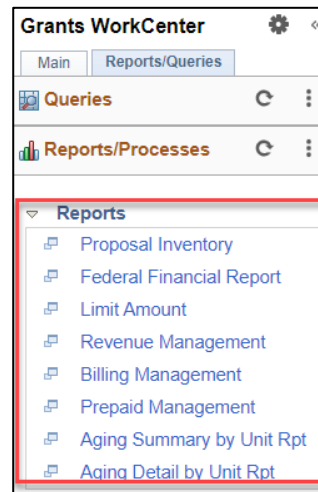 Grants WorkCenter
Main Reports/Queries
Queries
Reports/Processes
Reports
Proposal Inventory
Federal Financial Report
Limit Amount
Revenue Management
Billing Management
Prepaid Management
Aging Summary by Unit Rpt
Aging Detail by Unit Rpt